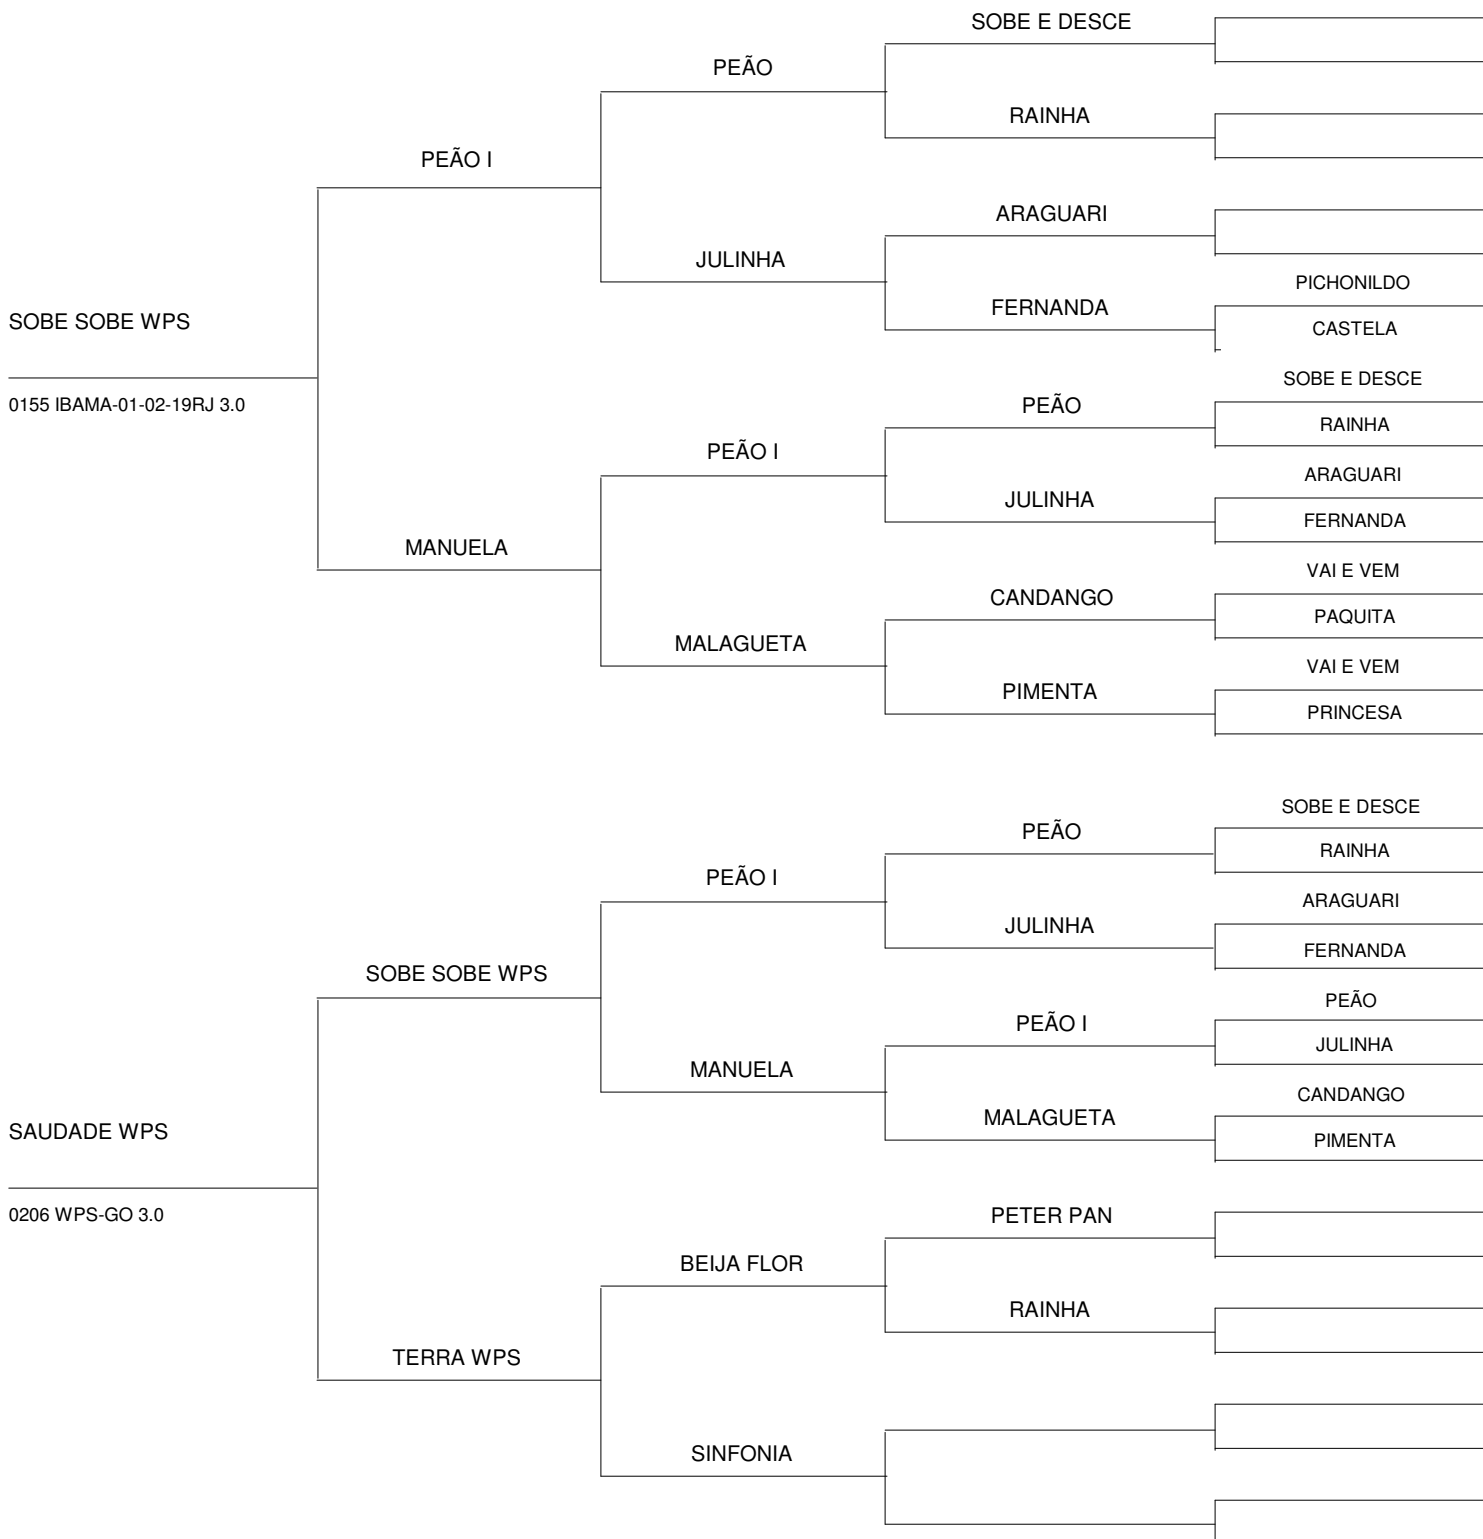 SOBE E DESCE
PEÃO
RAINHA
PEÃO I
ARAGUARI
JULINHA
PICHONILDO
FERNANDA
CASTELA
SOBE SOBE WPS
0155 IBAMA-01-02-19RJ 3.0
SOBE E DESCE
PEÃO
RAINHA
PEÃO I
ARAGUARI
JULINHA
FERNANDA
MANUELA
VAI E VEM
CANDANGO
PAQUITA
MALAGUETA
VAI E VEM
PIMENTA
PRINCESA
SOBE E DESCE
PEÃO
RAINHA
PEÃO I
ARAGUARI
JULINHA
FERNANDA
SOBE SOBE WPS
PEÃO
PEÃO I
JULINHA
MANUELA
CANDANGO
MALAGUETA
PIMENTA
SAUDADE WPS
0206 WPS-GO 3.0
PETER PAN
BEIJA FLOR
RAINHA
TERRA WPS
SINFONIA